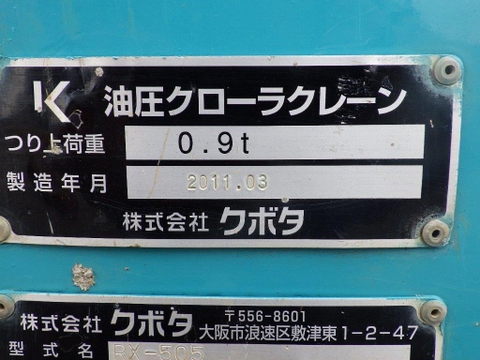 K 油圧クローラクレーン
つり上荷重 0.9t
製造年月 2011.03
株式会社 クボタ
株式会社 クボタ 〒556-8601
大阪市浪速区敷津東1-2-47
型式名 RX-505